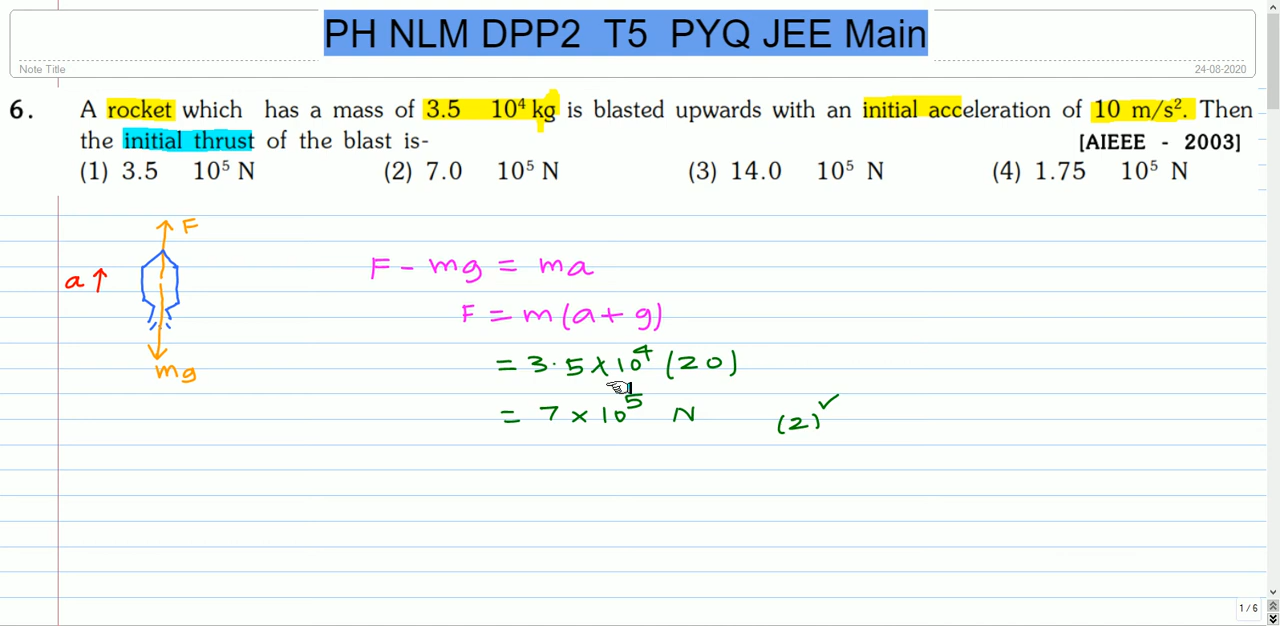 PH NLM DPP2 T5 PYQ JEE Main
Note Title
24-08-2020
6. A rocket which has a mass of 3.5 10⁴ kg is blasted upwards with an initial acceleration of 10 m/s². Then
the initial thrust of the blast is-
[AIEEE - 2003]
(1) 3.5 10⁵ N (2) 7.0 10⁵ N (3) 14.0 10⁵ N (4) 1.75 10⁵ N
F
a ↑
mg
F - mg = ma
F = m(a + g)
= 3.5 × 10⁴ (20)
= 7 × 10⁵ N (2) ✓
1 / 6